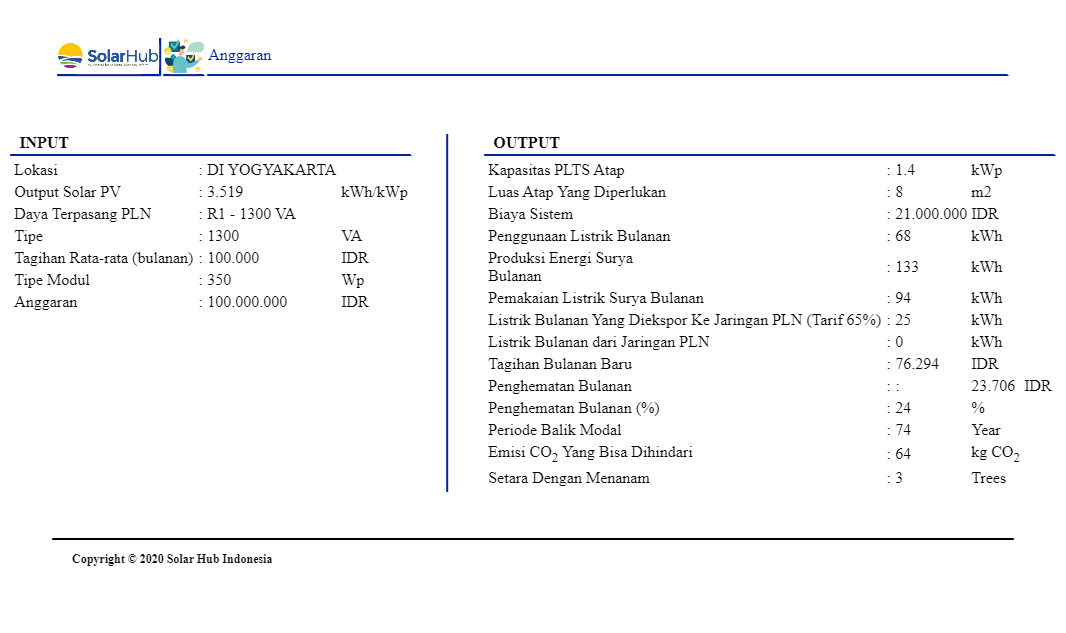 SolarHub
Anggaran
INPUT
Lokasi : DI YOGYAKARTA
Output Solar PV : 3.519 kWh/kWp
Daya Terpasang PLN : R1 - 1300 VA
Tipe : 1300 VA
Tagihan Rata-rata (bulanan) : 100.000 IDR
Tipe Modul : 350 Wp
Anggaran : 100.000.000 IDR
OUTPUT
Kapasitas PLTS Atap : 1.4 kWp
Luas Atap Yang Diperlukan : 8 m2
Biaya Sistem : 21.000.000 IDR
Penggunaan Listrik Bulanan : 68 kWh
Produksi Energi Surya
Bulanan : 133 kWh
Pemakaian Listrik Surya Bulanan : 94 kWh
Listrik Bulanan Yang Diekspor Ke Jaringan PLN (Tarif 65%) : 25 kWh
Listrik Bulanan dari Jaringan PLN : 0 kWh
Tagihan Bulanan Baru : 76.294 IDR
Penghematan Bulanan : : 23.706 IDR
Penghematan Bulanan (%) : 24 %
Periode Balik Modal : 74 Year
Emisi CO2 Yang Bisa Dihindari : 64 kg CO2
Setara Dengan Menanam : 3 Trees
Copyright © 2020 Solar Hub Indonesia